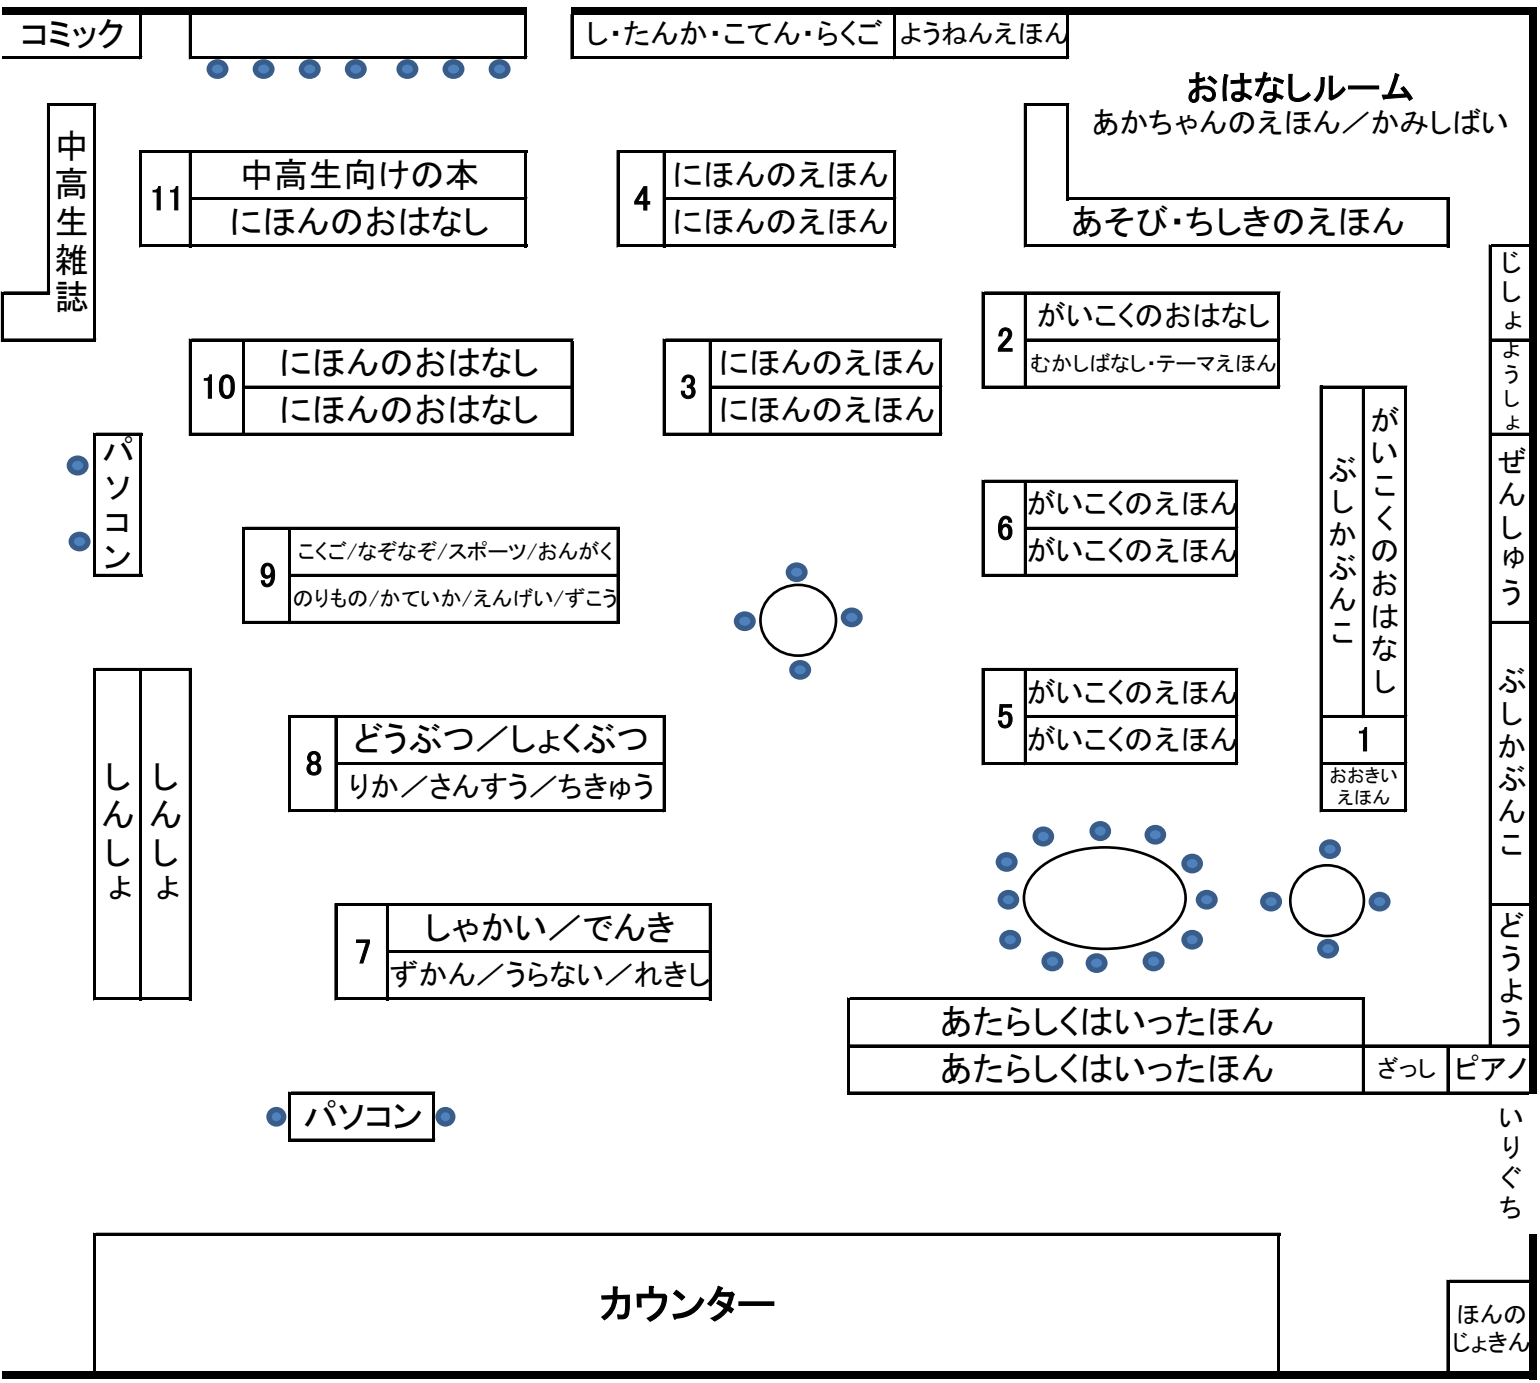 コミック
し・たんか・こてん・らくご
ようねんえほん
おはなしルーム
あかちゃんのえほん／かみしばい
中高生雑誌
11
中高生向けの本
にほんのおはなし
4
にほんのえほん
にほんのえほん
あそび・ちしきのえほん
じしょ
ようしょ
ぜんしゅう
ぶしかぶんこ
どうよう
2
がいこくのおはなし
むかしばなし・テーマえほん
10
にほんのおはなし
にほんのおはなし
3
にほんのえほん
にほんのえほん
がいこくのおはなし
ぶしかぶんこ
1
おおきい
えほん
パソコン
6
がいこくのえほん
がいこくのえほん
9
こくご/なぞなぞ/スポーツ/おんがく
のりもの/かていか/えんげい/ずこう
5
がいこくのえほん
がいこくのえほん
しんしょ
しんしょ
8
どうぶつ／しょくぶつ
りか／さんすう／ちきゅう
7
しゃかい／でんき
ずかん／うらない／れきし
あたらしくはいったほん
あたらしくはいったほん
ざっし
ピアノ
パソコン
いりぐち
カウンター
ほんの
じょきん